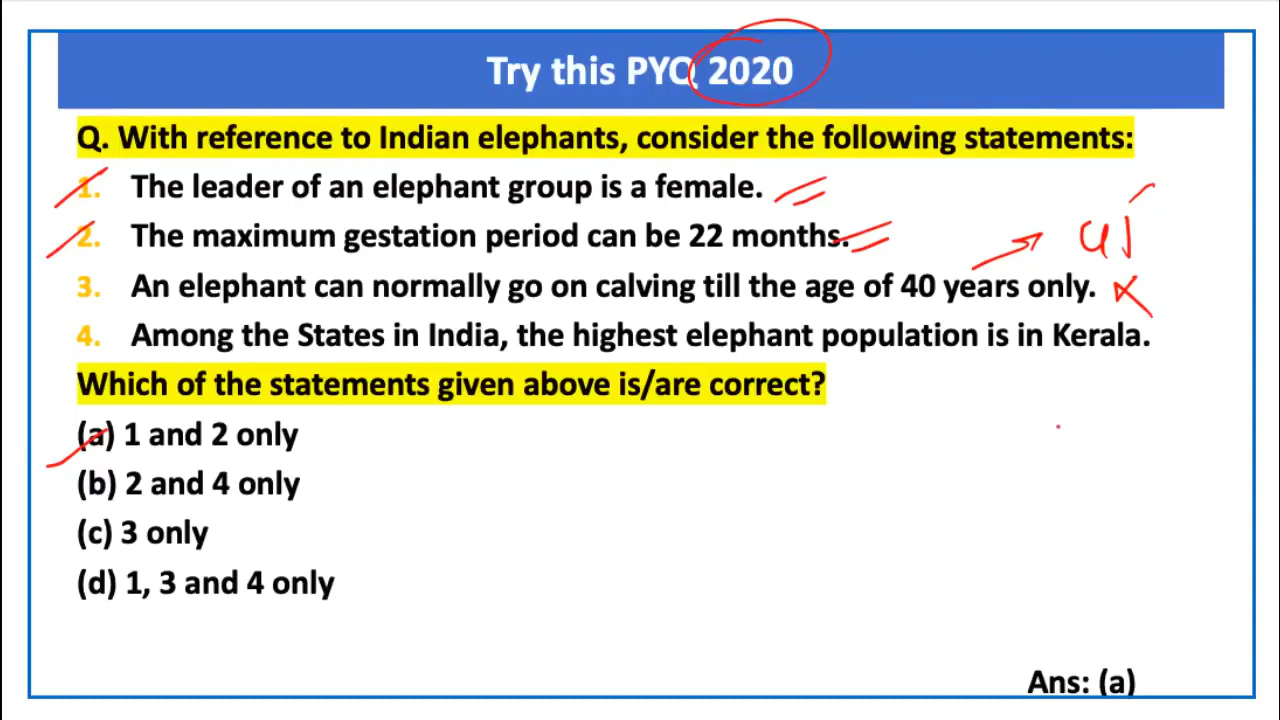 Try this PYQ 2020
Q. With reference to Indian elephants, consider the following statements:
1. The leader of an elephant group is a female.
2. The maximum gestation period can be 22 months.
3. An elephant can normally go on calving till the age of 40 years only.
4. Among the States in India, the highest elephant population is in Kerala.
Which of the statements given above is/are correct?
(a) 1 and 2 only
(b) 2 and 4 only
(c) 3 only
(d) 1, 3 and 4 only
Ans: (a)